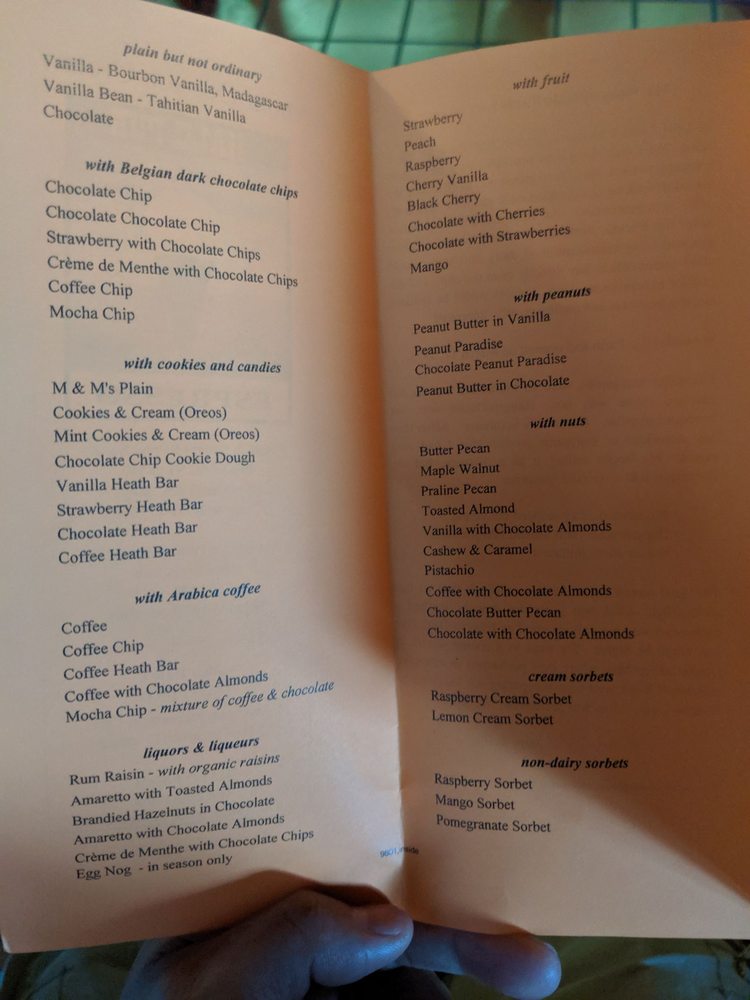 plain but not ordinary
Vanilla - Bourbon Vanilla, Madagascar
Vanilla Bean - Tahitian Vanilla
Chocolate
with Belgian dark chocolate chips
Chocolate Chip
Chocolate Chocolate Chip
Strawberry with Chocolate Chips
Crème de Menthe with Chocolate Chips
Coffee Chip
Mocha Chip
with cookies and candies
M & M's Plain
Cookies & Cream (Oreos)
Mint Cookies & Cream (Oreos)
Chocolate Chip Cookie Dough
Vanilla Heath Bar
Strawberry Heath Bar
Chocolate Heath Bar
Coffee Heath Bar
with Arabica coffee
Coffee
Coffee Chip
Coffee Heath Bar
Coffee with Chocolate Almonds
Mocha Chip - mixture of coffee & chocolate
liquors & liqueurs
Rum Raisin - with organic raisins
Amaretto with Toasted Almonds
Brandied Hazelnuts in Chocolate
Amaretto with Chocolate Almonds
Crème de Menthe with Chocolate Chips
Egg Nog - in season only
with fruit
Strawberry
Peach
Raspberry
Cherry Vanilla
Black Cherry
Chocolate with Cherries
Chocolate with Strawberries
Mango
with peanuts
Peanut Butter in Vanilla
Peanut Paradise
Chocolate Peanut Paradise
Peanut Butter in Chocolate
with nuts
Butter Pecan
Maple Walnut
Praline Pecan
Toasted Almond
Vanilla with Chocolate Almonds
Cashew & Caramel
Pistachio
Coffee with Chocolate Almonds
Chocolate Butter Pecan
Chocolate with Chocolate Almonds
cream sorbets
Raspberry Cream Sorbet
Lemon Cream Sorbet
non-dairy sorbets
Raspberry Sorbet
Mango Sorbet
Pomegranate Sorbet